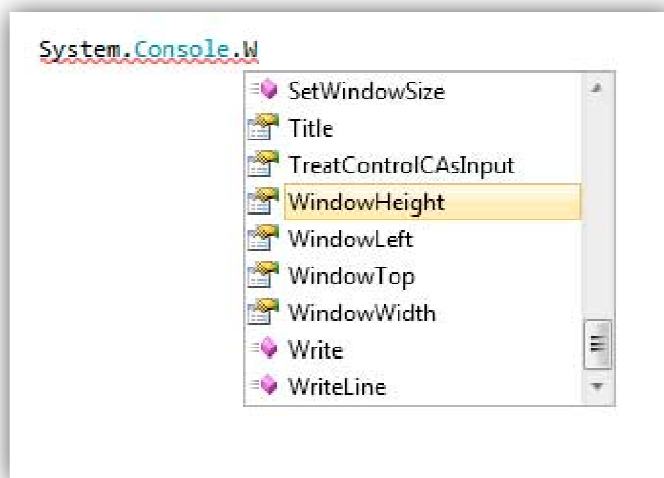 System.Console.W
SetWindowSize
Title
TreatControlCAsInput
WindowHeight
WindowLeft
WindowTop
WindowWidth
Write
WriteLine